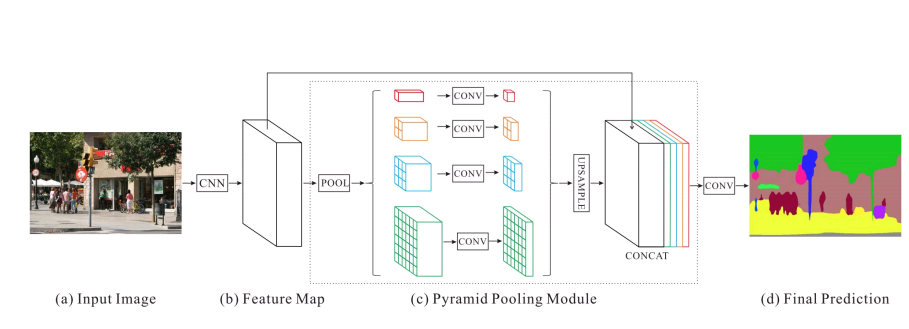 CNN
POOL
CONV
CONV
CONV
CONV
UPSAMPLE
CONCAT
CONV
(a) Input Image
(b) Feature Map
(c) Pyramid Pooling Module
(d) Final Prediction